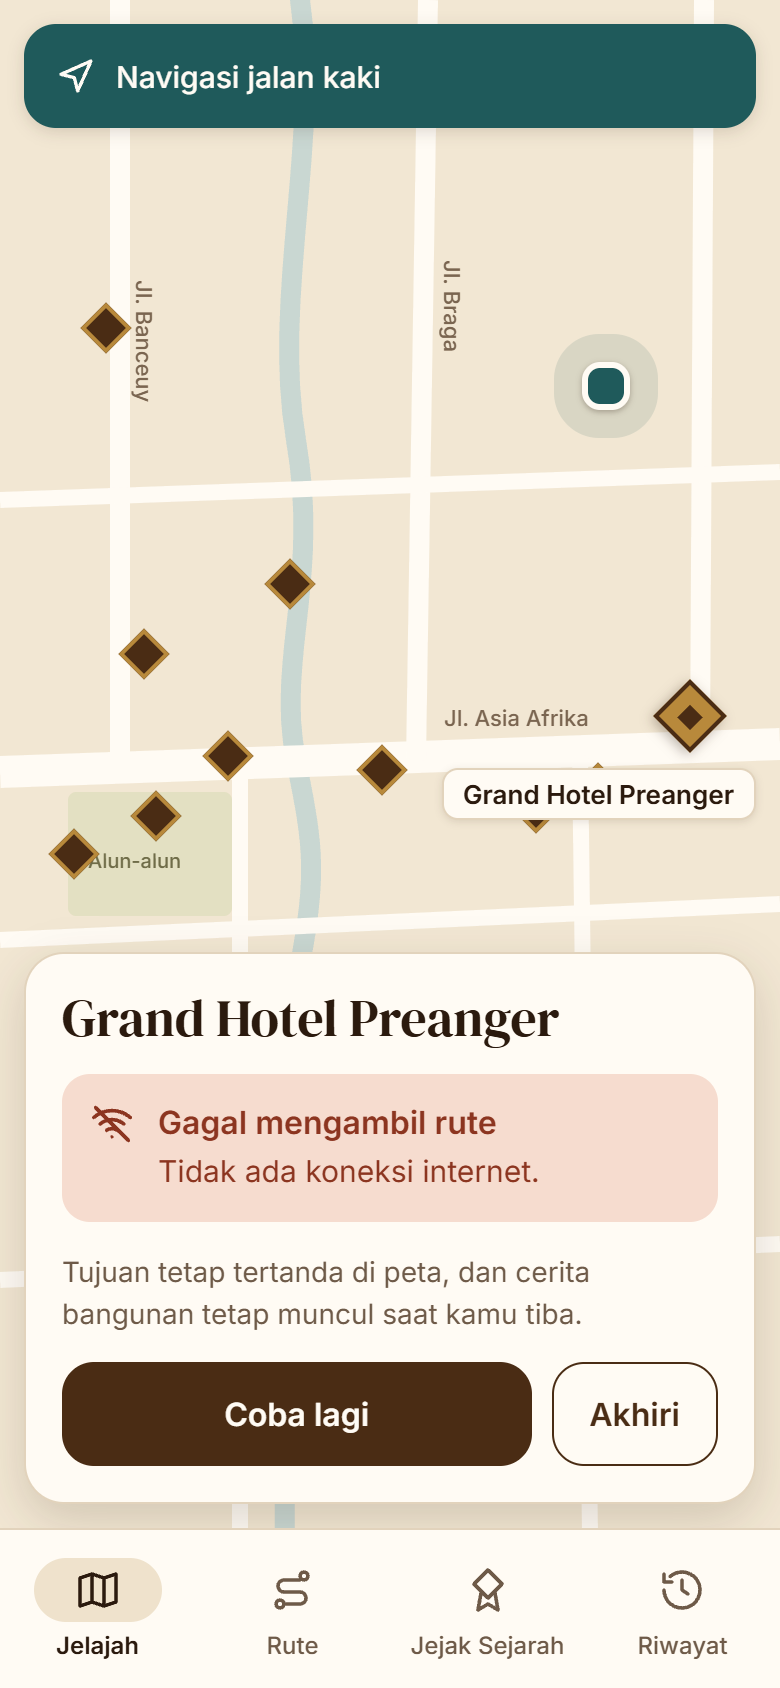 Navigasi jalan kaki
Jl. Banceuy
Jl. Braga
Jl. Asia Afrika
Grand Hotel Preanger
Alun-alun
Grand Hotel Preanger
Gagal mengambil rute
Tidak ada koneksi internet.
Tujuan tetap tertanda di peta, dan cerita
bangunan tetap muncul saat kamu tiba.
Coba lagi
Akhiri
Jelajah
Rute
Jejak Sejarah
Riwayat